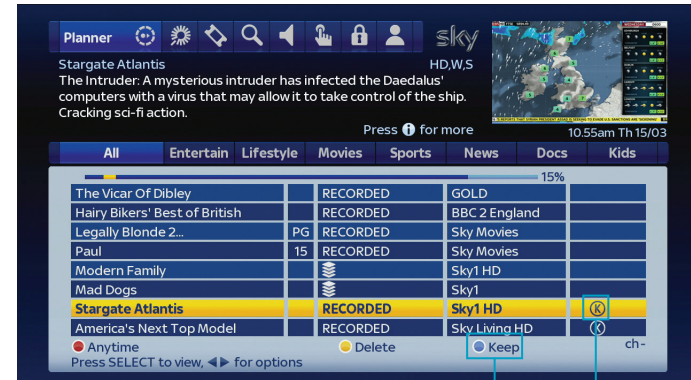 Planner
sky
Stargate Atlantis HD,W,S
The Intruder: A mysterious intruder has infected the Daedalus'
computers with a virus that may allow it to take control of the ship.
Cracking sci-fi action.
Press i for more
10.55am Th 15/03
All Entertain Lifestyle Movies Sports News Docs Kids
15%
The Vicar Of Dibley RECORDED GOLD
Hairy Bikers' Best of British RECORDED BBC 2 England
Legally Blonde 2... PG RECORDED Sky Movies
Paul 15 RECORDED Sky Movies
Modern Family Sky1 HD
Mad Dogs Sky1
Stargate Atlantis RECORDED Sky1 HD K
America's Next Top Model RECORDED Sky Living HD K
Anytime Delete Keep ch-
Press SELECT to view, ◀▶ for options